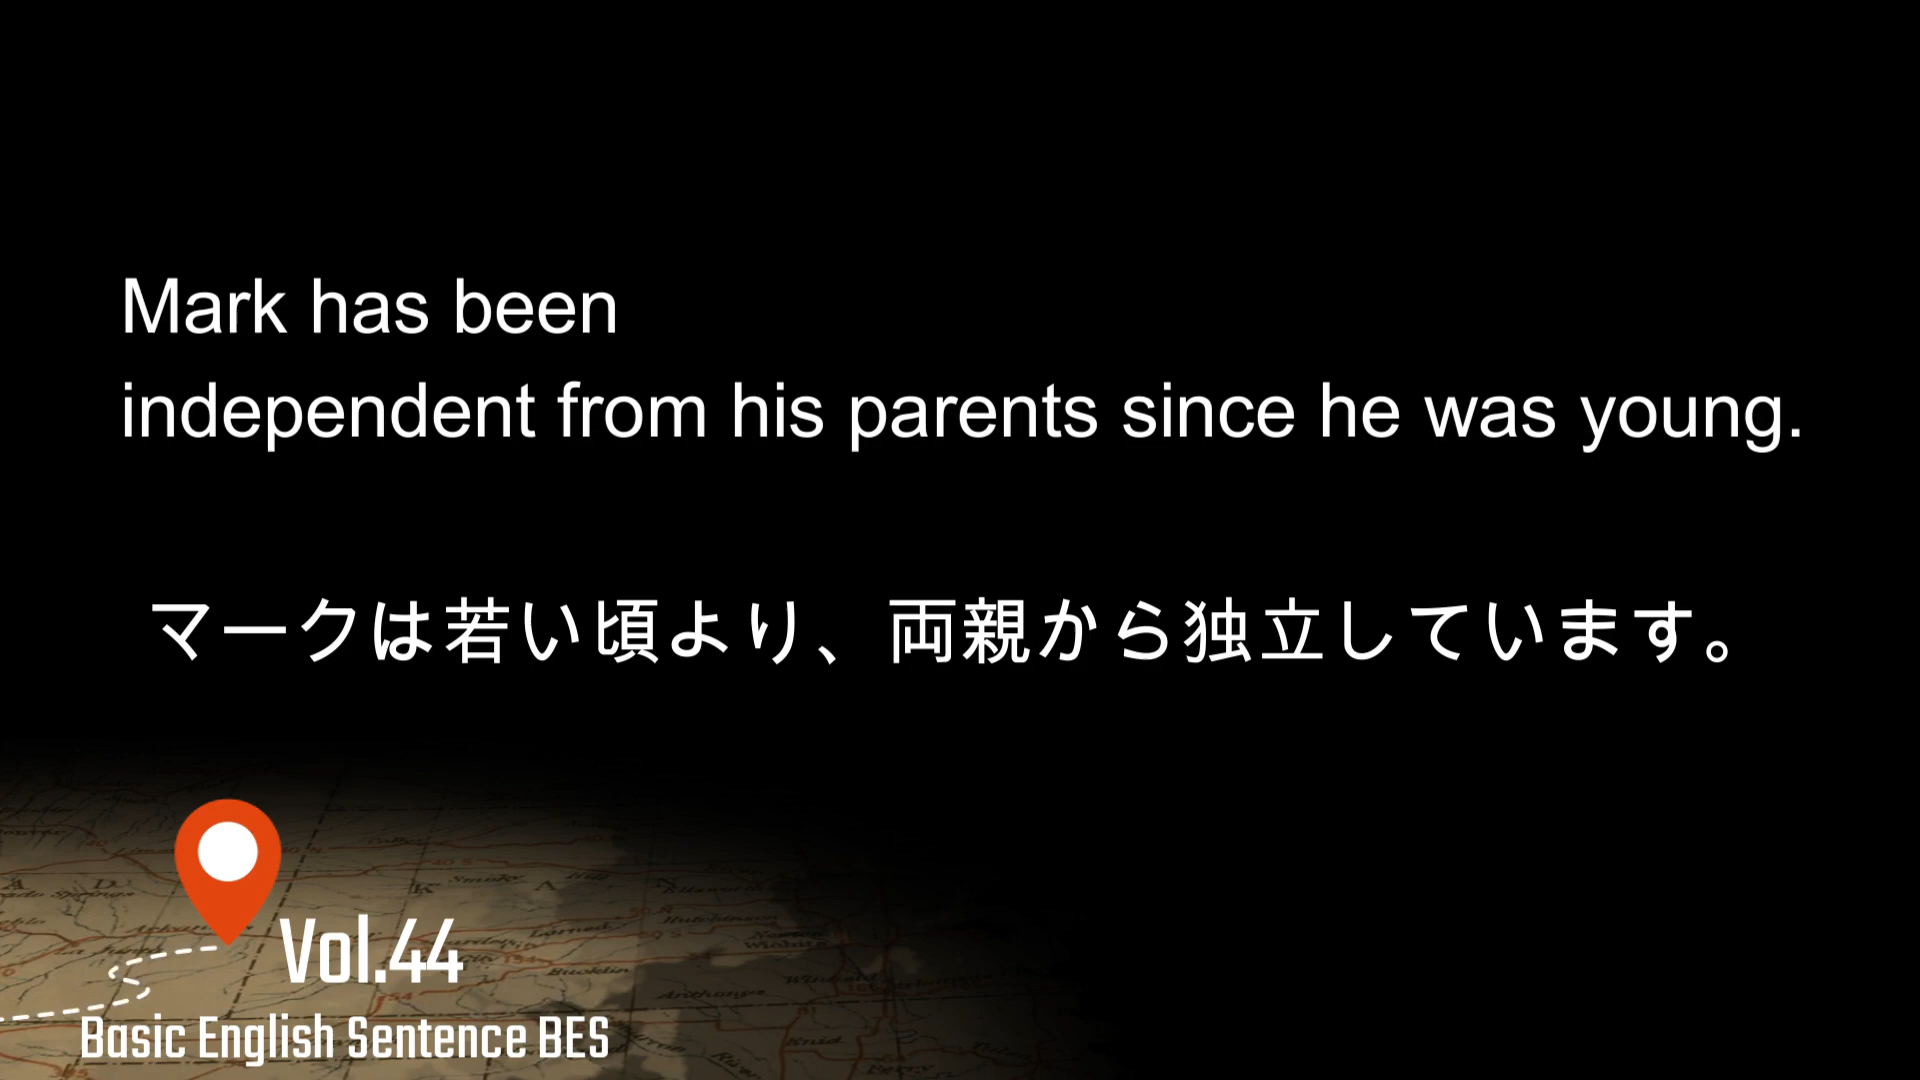 Mark has been
independent from his parents since he was young.
マークは若い頃より、両親から独立しています。
Vol.44
Basic English Sentence BES